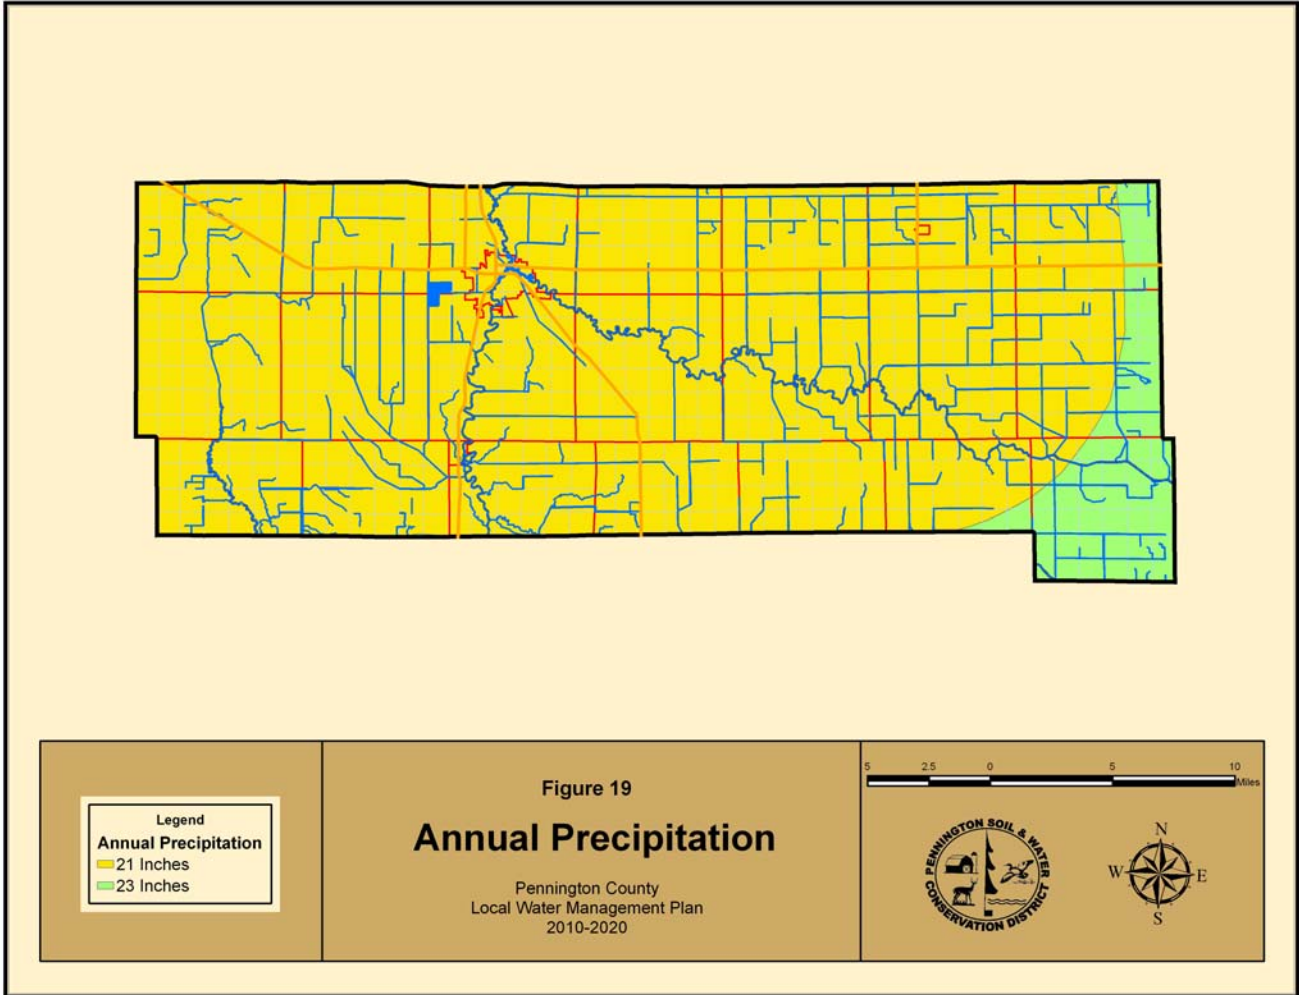 Legend
Annual Precipitation
21 Inches
23 Inches
Figure 19
Annual Precipitation
Pennington County
Local Water Management Plan
2010-2020
5 2.5 0 5 10
Miles
PENNINGTON SOIL & WATER
CONSERVATION DISTRICT
N
W E
S